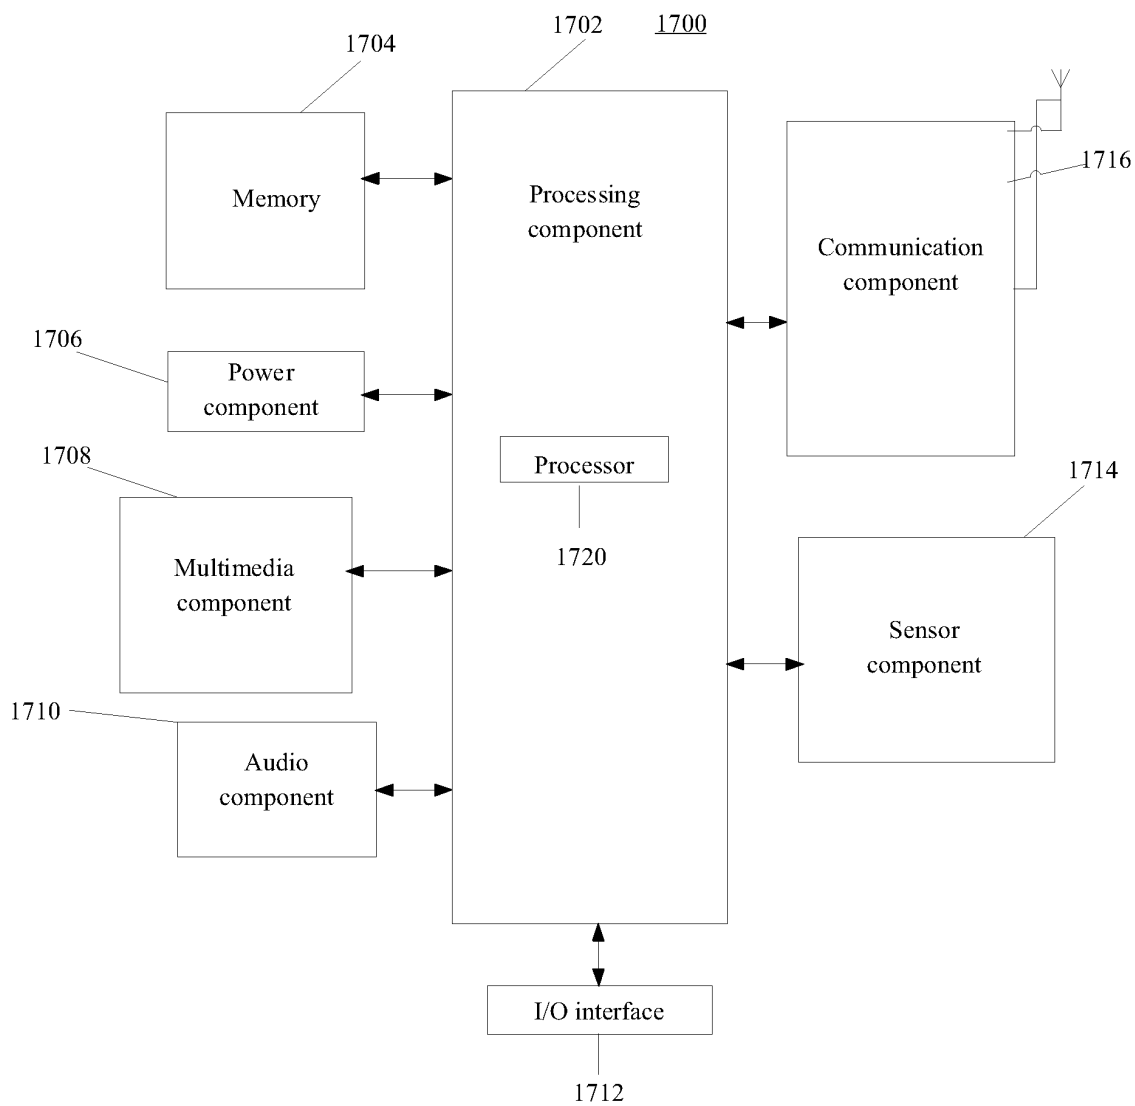 1702
1700
1704
Memory
Processing
component
1716
Communication
component
1706
Power
component
1708
Processor
1714
1720
Multimedia
component
Sensor
component
1710
Audio
component
I/O interface
1712